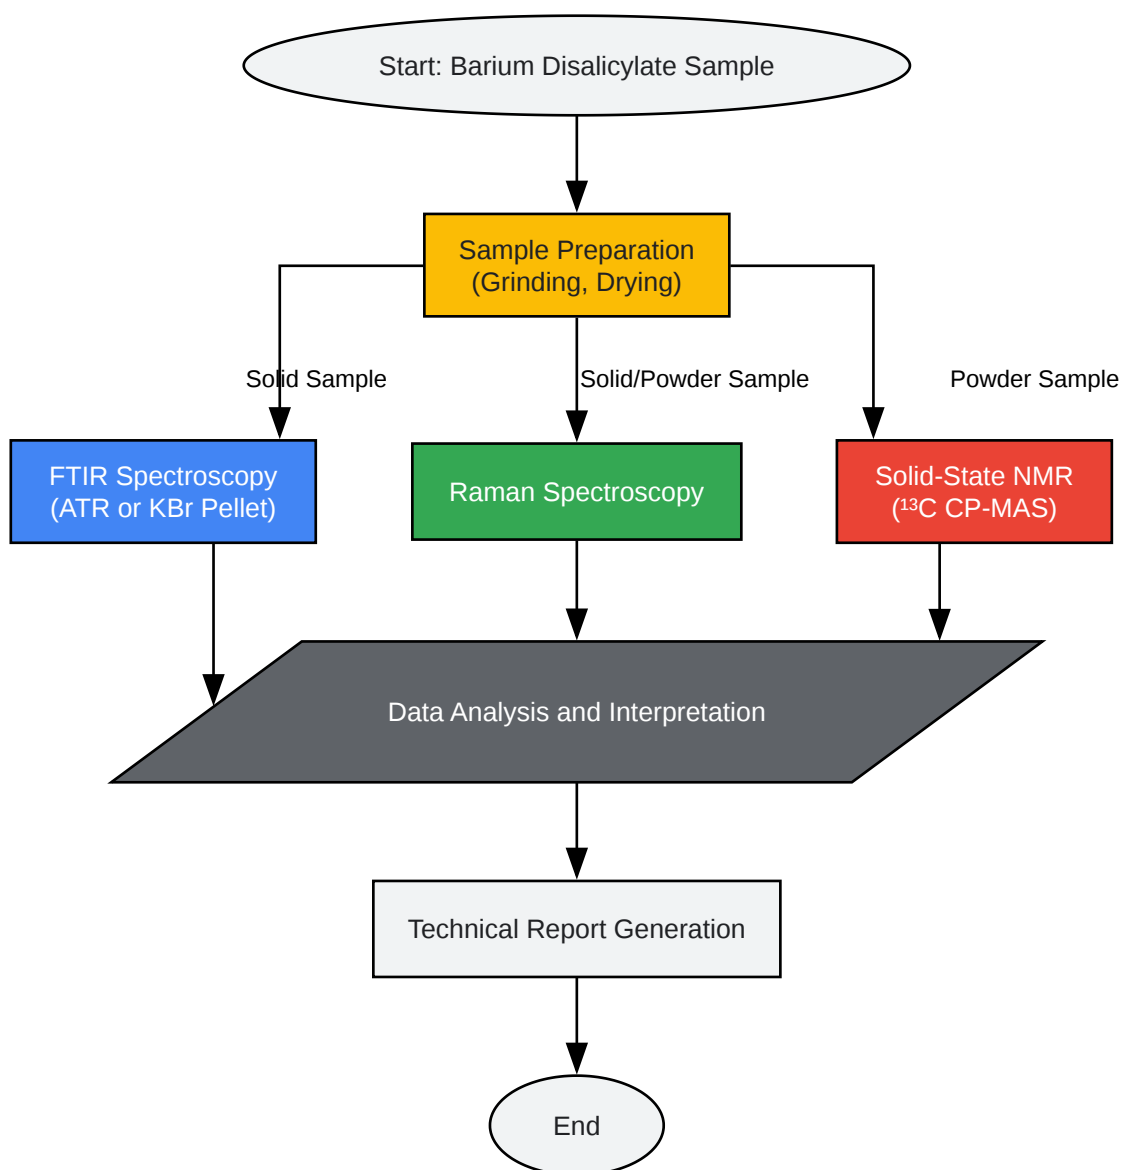 Start: Barium Disalicylate Sample
Sample Preparation
(Grinding, Drying)
Solid Sample
Solid/Powder Sample
Powder Sample
FTIR Spectroscopy
(ATR or KBr Pellet)
Raman Spectroscopy
Solid-State NMR
(¹³C CP-MAS)
Data Analysis and Interpretation
Technical Report Generation
End